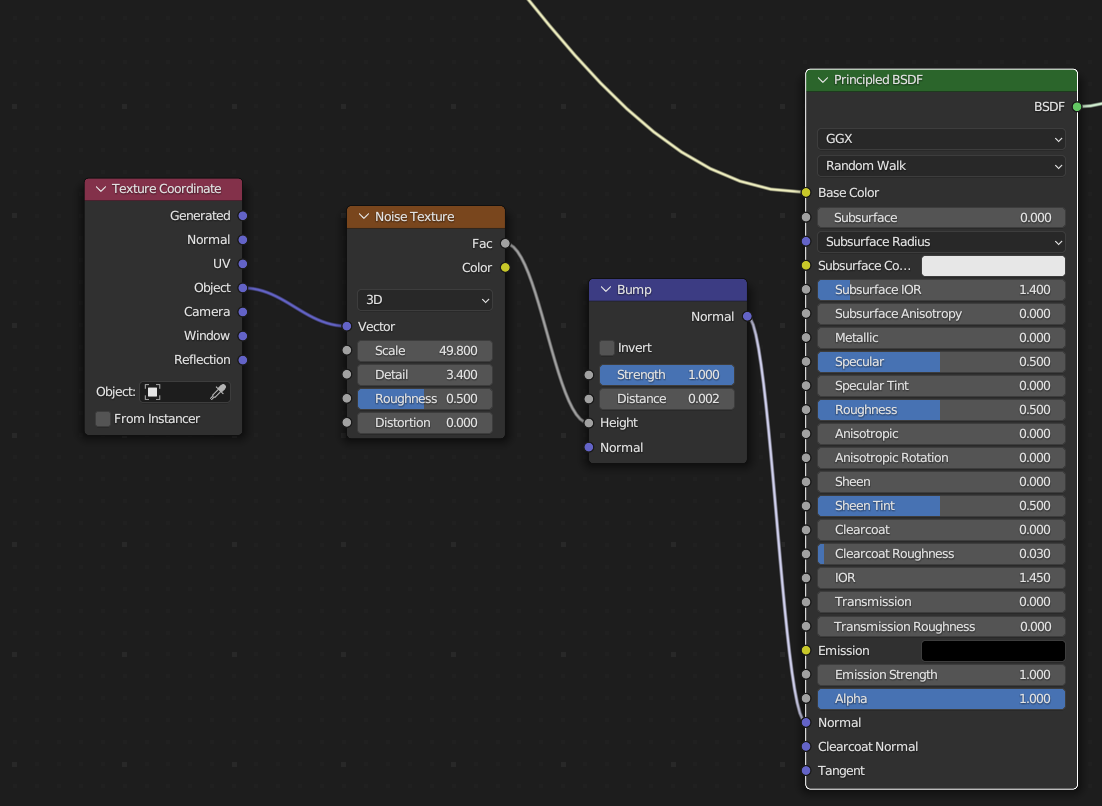 Texture Coordinate
Generated
Normal
UV
Object
Camera
Window
Reflection
Object:
From Instancer
Noise Texture
Fac
Color
3D
Vector
Scale 49.800
Detail 3.400
Roughness 0.500
Distortion 0.000
Bump
Normal
Invert
Strength 1.000
Distance 0.002
Height
Normal
Principled BSDF
BSDF
GGX
Random Walk
Base Color
Subsurface 0.000
Subsurface Radius
Subsurface Co...
Subsurface IOR 1.400
Subsurface Anisotropy 0.000
Metallic 0.000
Specular 0.500
Specular Tint 0.000
Roughness 0.500
Anisotropic 0.000
Anisotropic Rotation 0.000
Sheen 0.000
Sheen Tint 0.500
Clearcoat 0.000
Clearcoat Roughness 0.030
IOR 1.450
Transmission 0.000
Transmission Roughness 0.000
Emission
Emission Strength 1.000
Alpha 1.000
Normal
Clearcoat Normal
Tangent